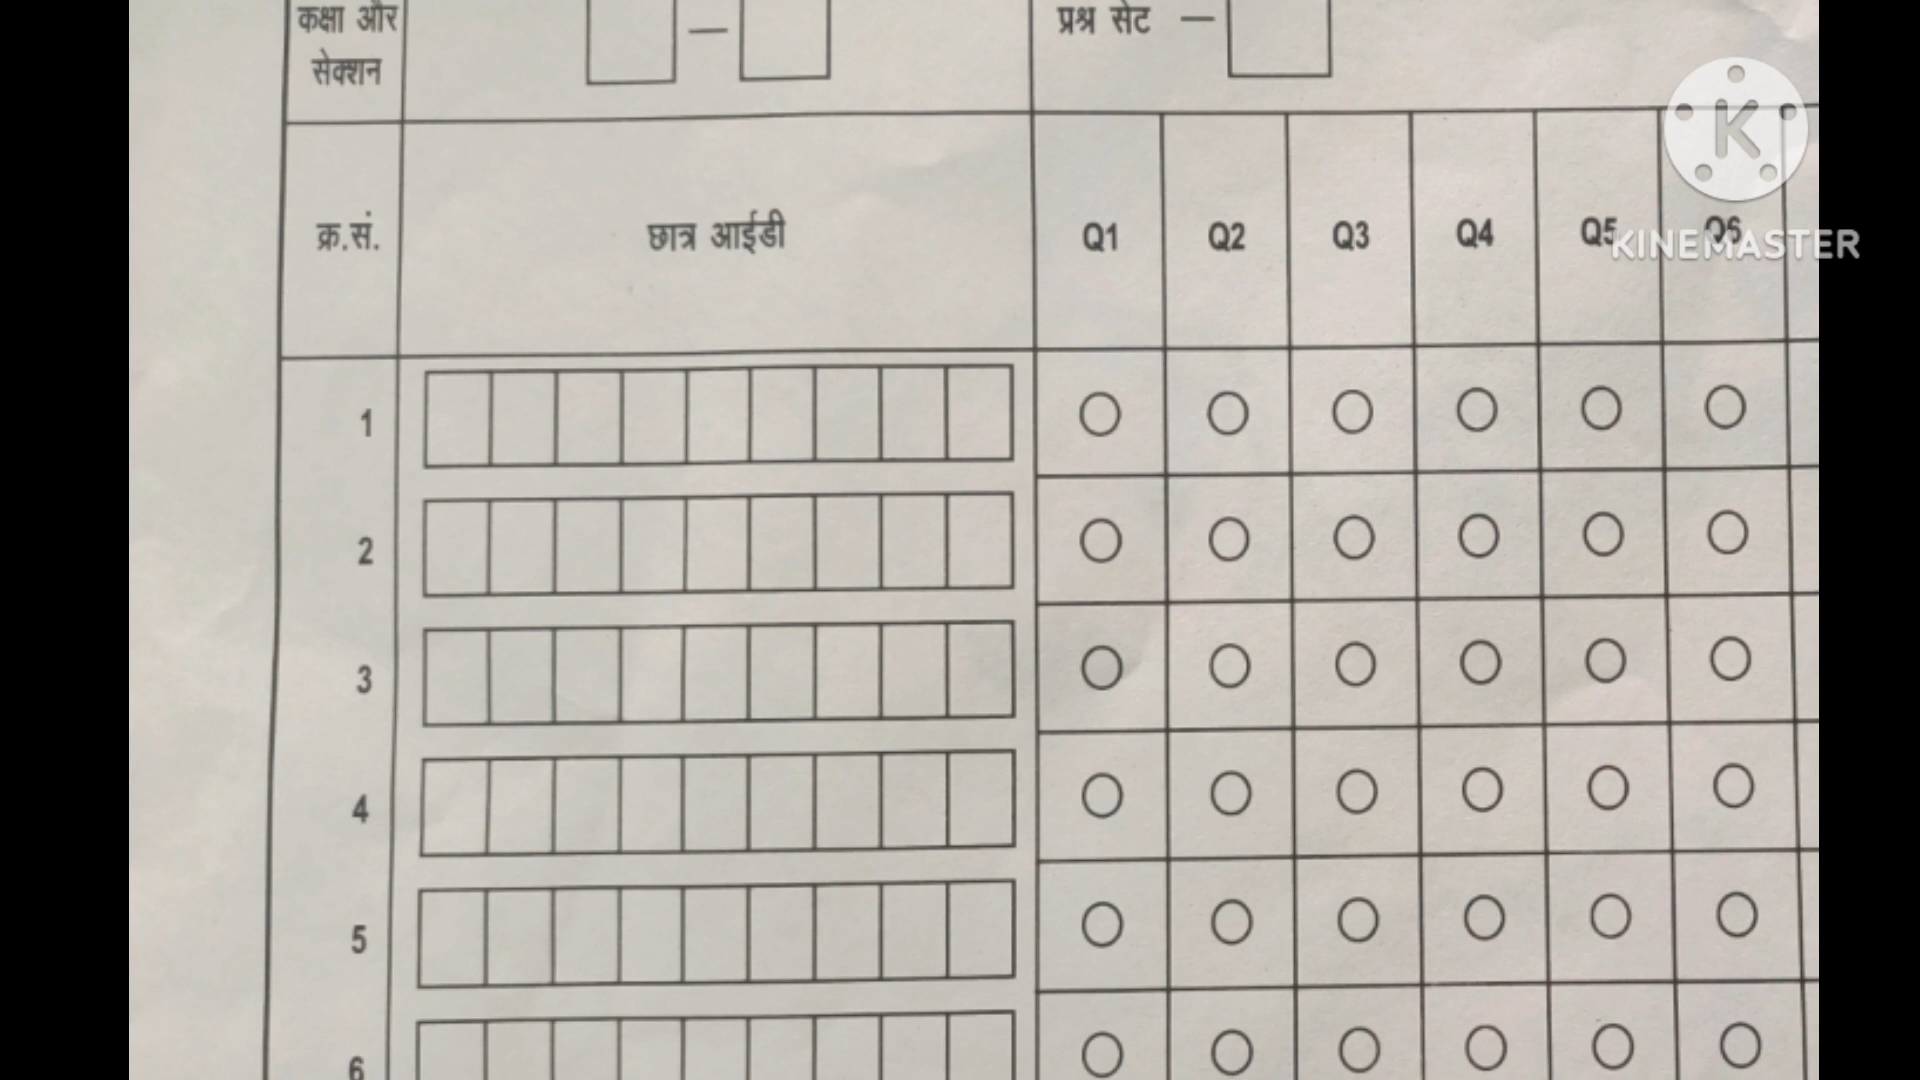 कक्षा और
सेक्शन
—
प्रश्न सेट —
क्र.सं. छात्र आईडी Q1 Q2 Q3 Q4 Q5 Q6
K
KINEMASTER
1
2
3
4
5
6